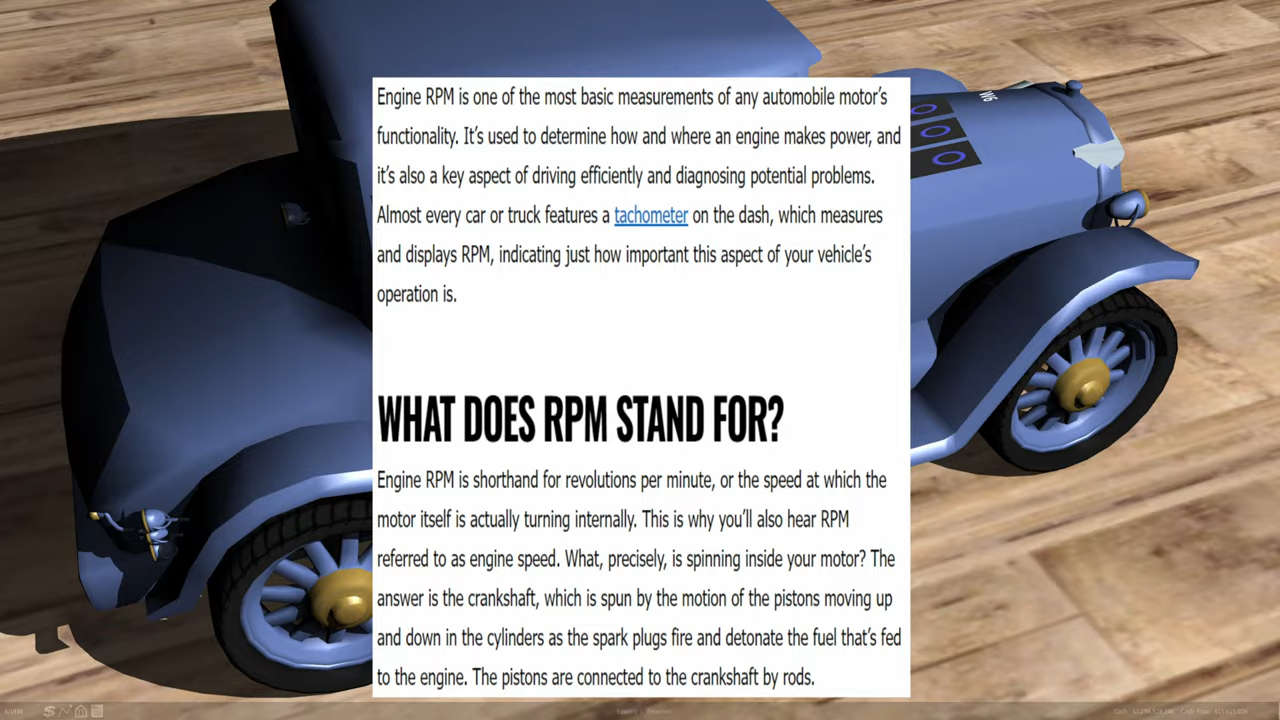 Engine RPM is one of the most basic measurements of any automobile motor’s
functionality. It’s used to determine how and where an engine makes power, and
it’s also a key aspect of driving efficiently and diagnosing potential problems.
Almost every car or truck features a tachometer on the dash, which measures
and displays RPM, indicating just how important this aspect of your vehicle’s
operation is.
WHAT DOES RPM STAND FOR?
Engine RPM is shorthand for revolutions per minute, or the speed at which the
motor itself is actually turning internally. This is why you’ll also hear RPM
referred to as engine speed. What, precisely, is spinning inside your motor? The
answer is the crankshaft, which is spun by the motion of the pistons moving up
and down in the cylinders as the spark plugs fire and detonate the fuel that’s fed
to the engine. The pistons are connected to the crankshaft by rods.